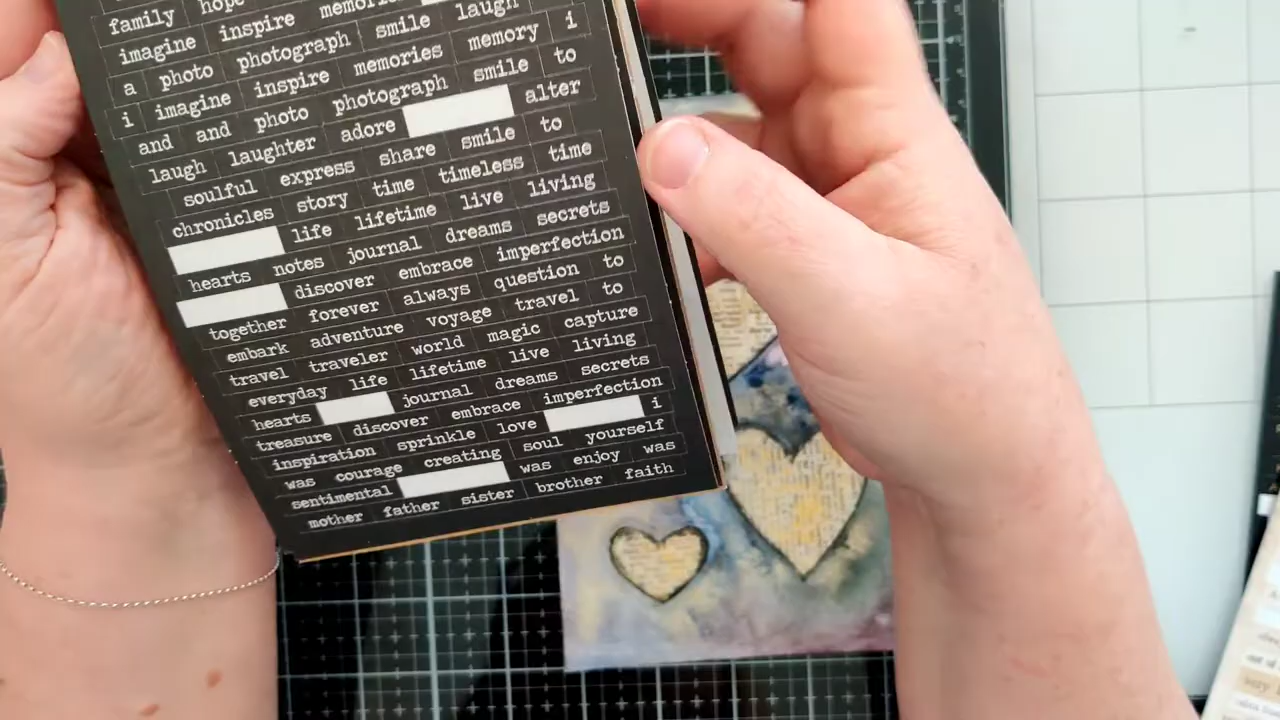 family hope
imagine inspire memories
a photo photograph smile laugh
i imagine inspire memories memory i
and and photo photograph smile to
laugh laughter adore alter
soulful express share smile to
chronicles story time timeless time
life lifetime live living
hearts notes journal dreams secrets
discover embrace imperfection
together forever always question to
embark adventure voyage travel to
travel traveler world magic capture
everyday life lifetime live living
hearts journal dreams secrets
treasure discover embrace imperfection
inspiration sprinkle love i
was courage creating soul yourself
sentimental was enjoy was
mother father sister brother faith